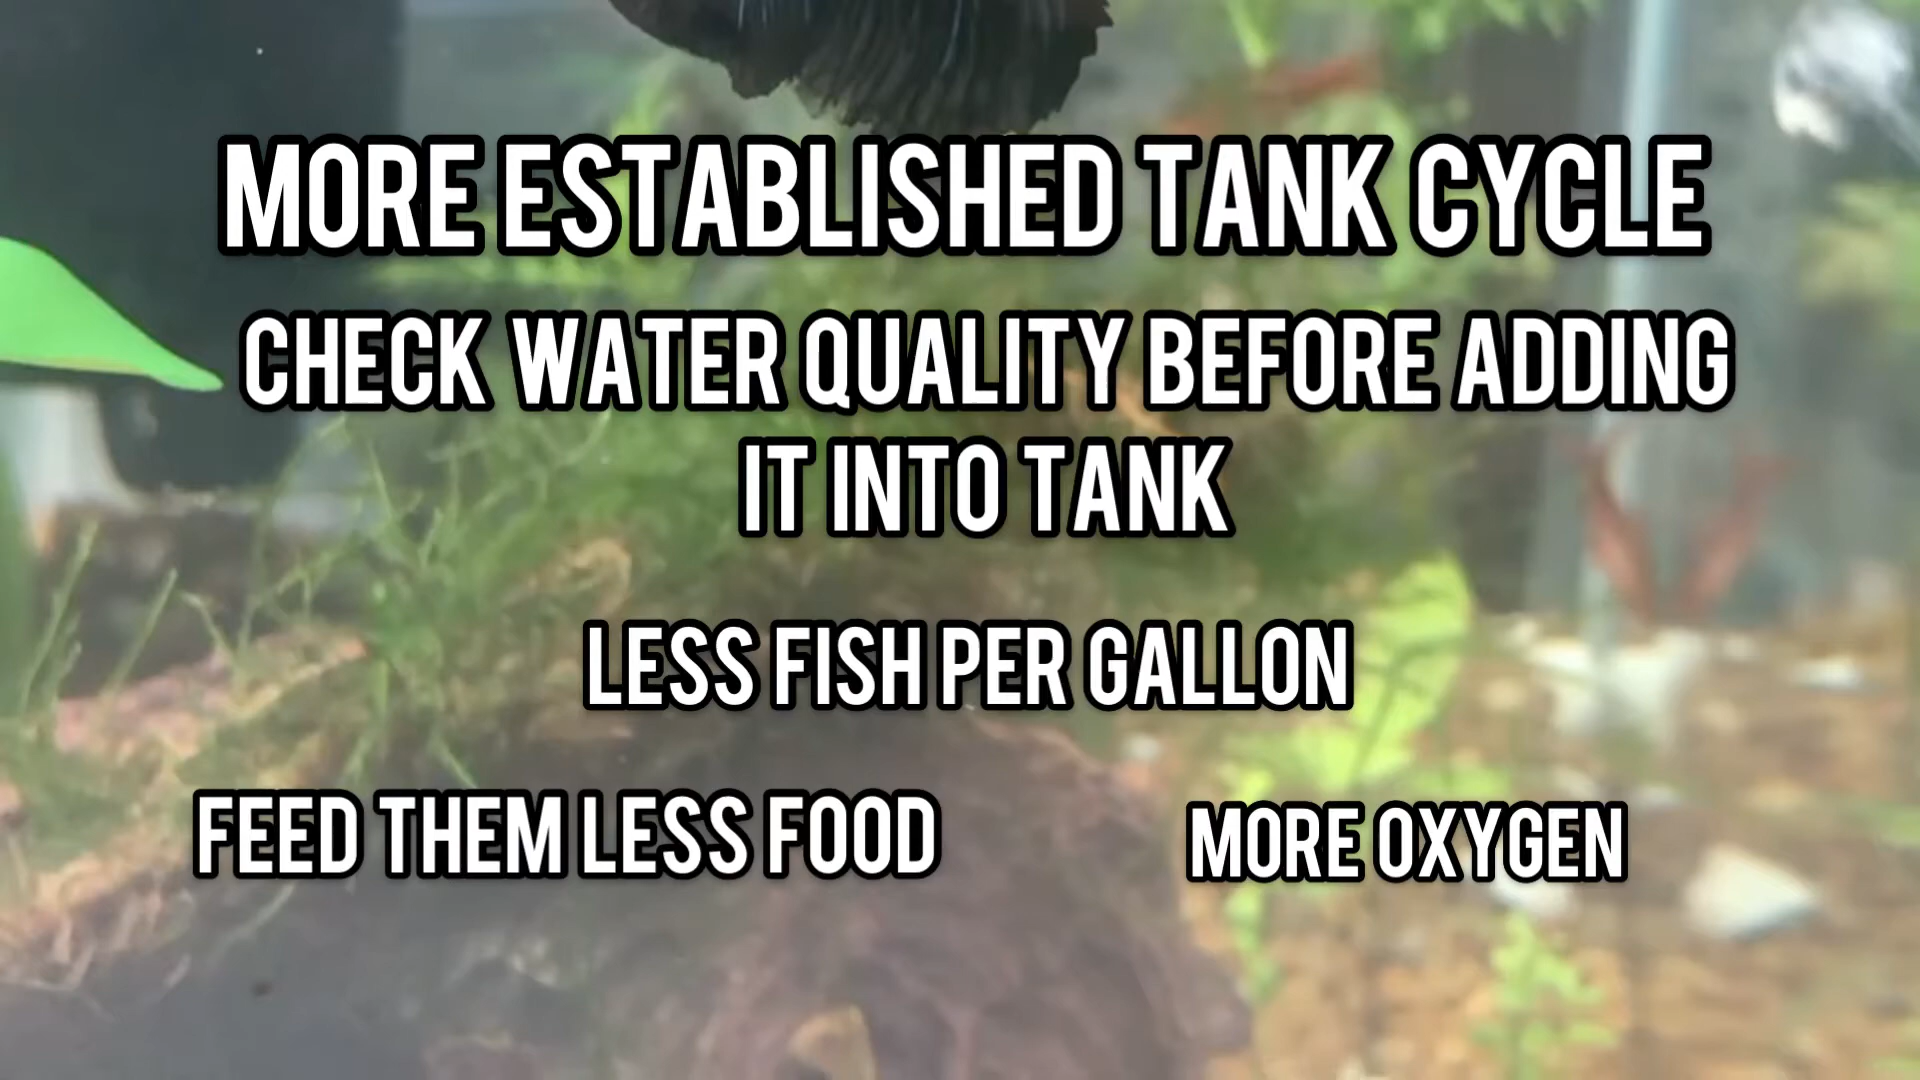 MORE ESTABLISHED TANK CYCLE
CHECK WATER QUALITY BEFORE ADDING
IT INTO TANK
LESS FISH PER GALLON
FEED THEM LESS FOOD
MORE OXYGEN